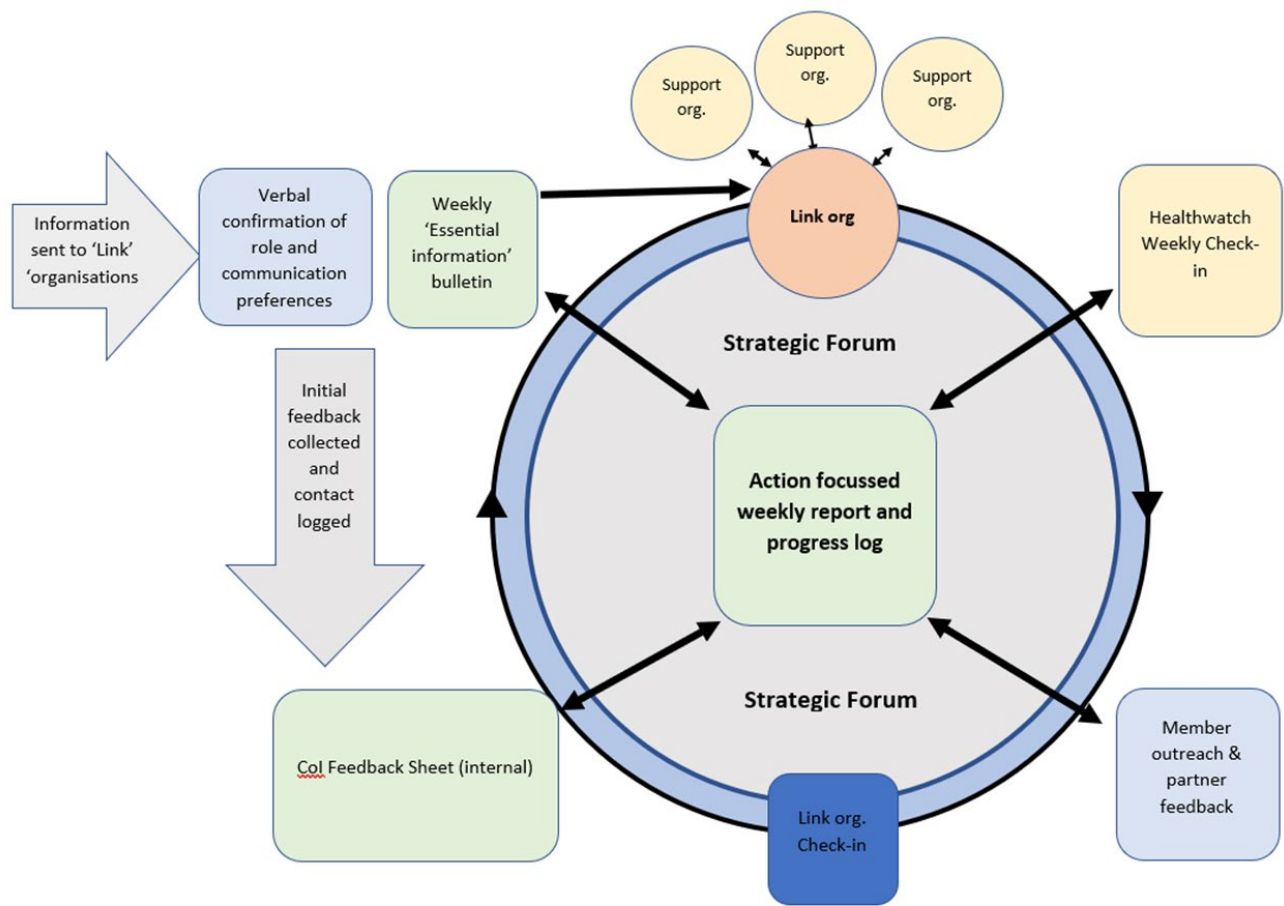 Support
org.
Support
org.
Support
org.
Information
sent to ‘Link’
‘organisations
Verbal
confirmation of
role and
communication
preferences
Weekly
‘Essential
information’
bulletin
Link org
Healthwatch
Weekly Check-
in
Strategic Forum
Initial
feedback
collected
and
contact
logged
Action focussed
weekly report and
progress log
Strategic Forum
CoI Feedback Sheet (internal)
Link org.
Check-in
Member
outreach &
partner
feedback